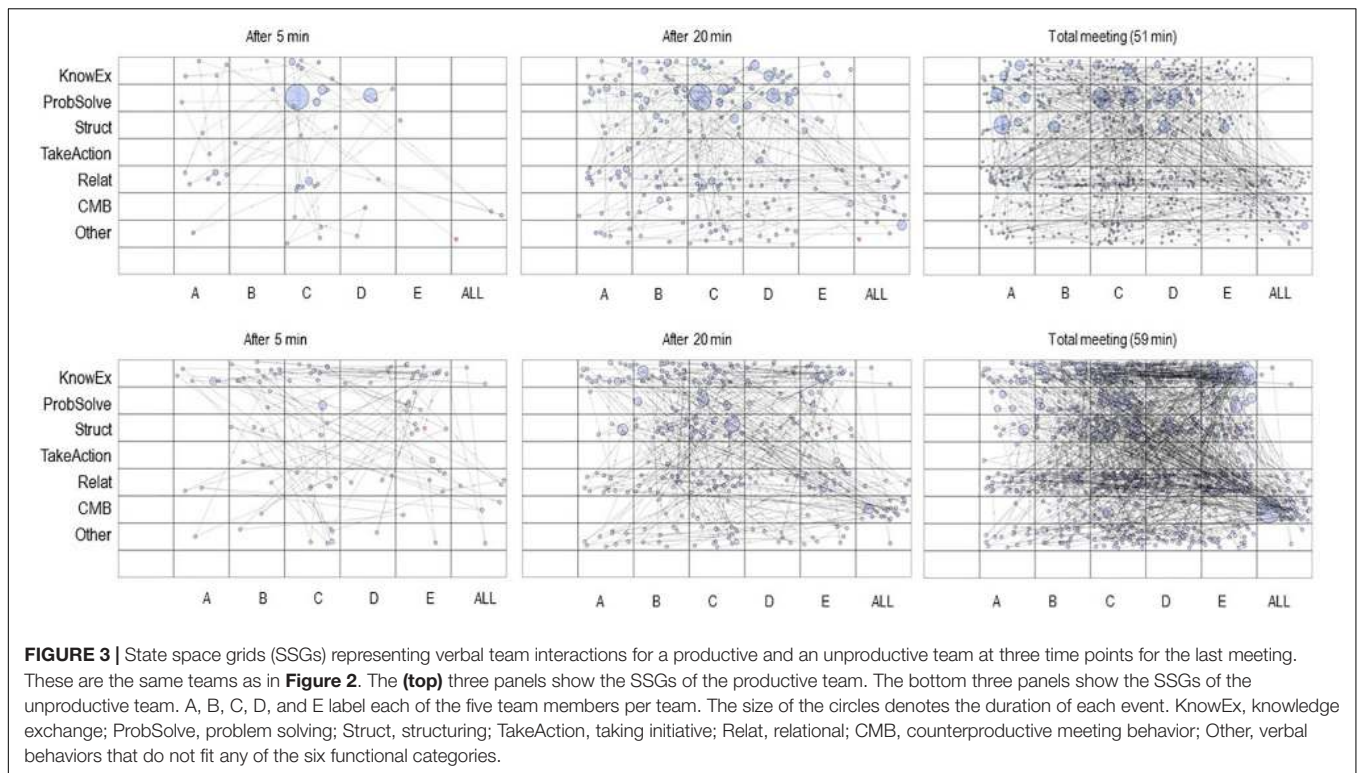 After 5 min
After 20 min
Total meeting (51 min)
KnowEx
ProbSolve
Struct
TakeAction
Relat
CMB
Other
A B C D E ALL
A B C D E ALL
A B C D E ALL
After 5 min
After 20 min
Total meeting (59 min)
KnowEx
ProbSolve
Struct
TakeAction
Relat
CMB
Other
A B C D E ALL
A B C D E ALL
A B C D E ALL
FIGURE 3 | State space grids (SSGs) representing verbal team interactions for a productive and an unproductive team at three time points for the last meeting.
These are the same teams as in Figure 2. The (top) three panels show the SSGs of the productive team. The bottom three panels show the SSGs of the
unproductive team. A, B, C, D, and E label each of the five team members per team. The size of the circles denotes the duration of each event. KnowEx, knowledge
exchange; ProbSolve, problem solving; Struct, structuring; TakeAction, taking initiative; Relat, relational; CMB, counterproductive meeting behavior; Other, verbal
behaviors that do not fit any of the six functional categories.